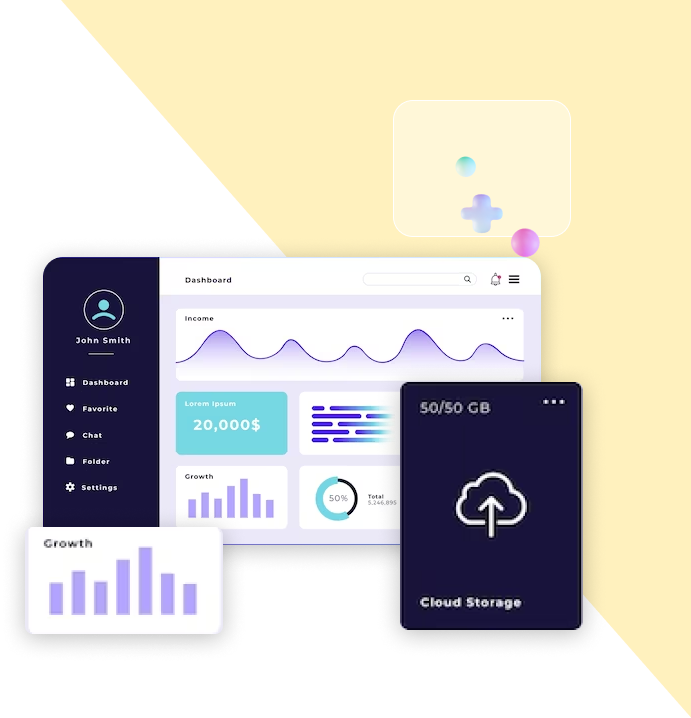 Dashboard
John Smith
Income
Dashboard
Favorite
Chat
Folder
Settings
Lorem Ipsum
20,000$
Growth
50%
Total
5.246.895
Growth
50/50 GB
Cloud Storage